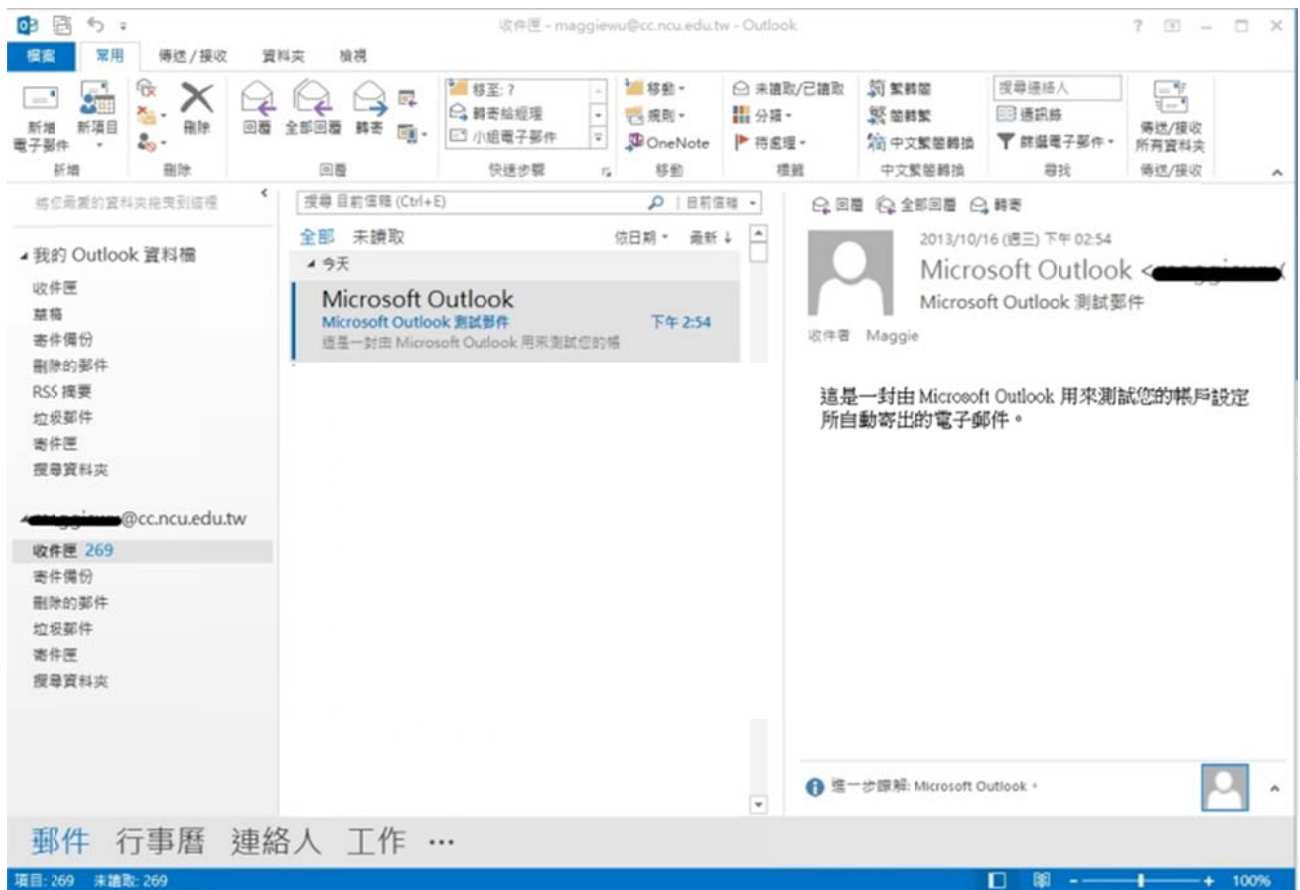 收件匣 - maggiewu@cc.ncu.edu.tw - Outlook
檔案 常用 傳送/接收 資料夾 檢視
新增
電子郵件
新項目
刪除
回覆 全部回覆 轉寄
移至: ?
轉寄給經理
小組電子郵件
移動
規則
OneNote
未讀取/已讀取
分類
待處理
繁轉簡
簡轉繁
中文繁簡轉換
搜尋連絡人
通訊錄
篩選電子郵件
傳送/接收
所有資料夾
新增 刪除 回覆 快速步驟 移動 標籤 中文繁簡轉換 尋找 傳送/接收
將您最愛的資料夾拖曳到這裡
我的 Outlook 資料檔
收件匣
草稿
寄件備份
刪除的郵件
RSS 摘要
垃圾郵件
寄件匣
搜尋資料夾
@cc.ncu.edu.tw
收件匣 269
寄件備份
刪除的郵件
垃圾郵件
寄件匣
搜尋資料夾
搜尋 目前信箱 (Ctrl+E) 目前信箱
全部 未讀取 依日期 最新 ↓
今天
Microsoft Outlook
Microsoft Outlook 測試郵件 下午 2:54
這是一封由 Microsoft Outlook 用來測試您的帳
回覆 全部回覆 轉寄
2013/10/16 (週三) 下午 02:54
Microsoft Outlook <
Microsoft Outlook 測試郵件
收件者 Maggie
這是一封由 Microsoft Outlook 用來測試您的帳戶設定
所自動寄出的電子郵件。
進一步瞭解: Microsoft Outlook。
郵件 行事曆 連絡人 工作 ···
項目: 269 未讀取: 269 100%